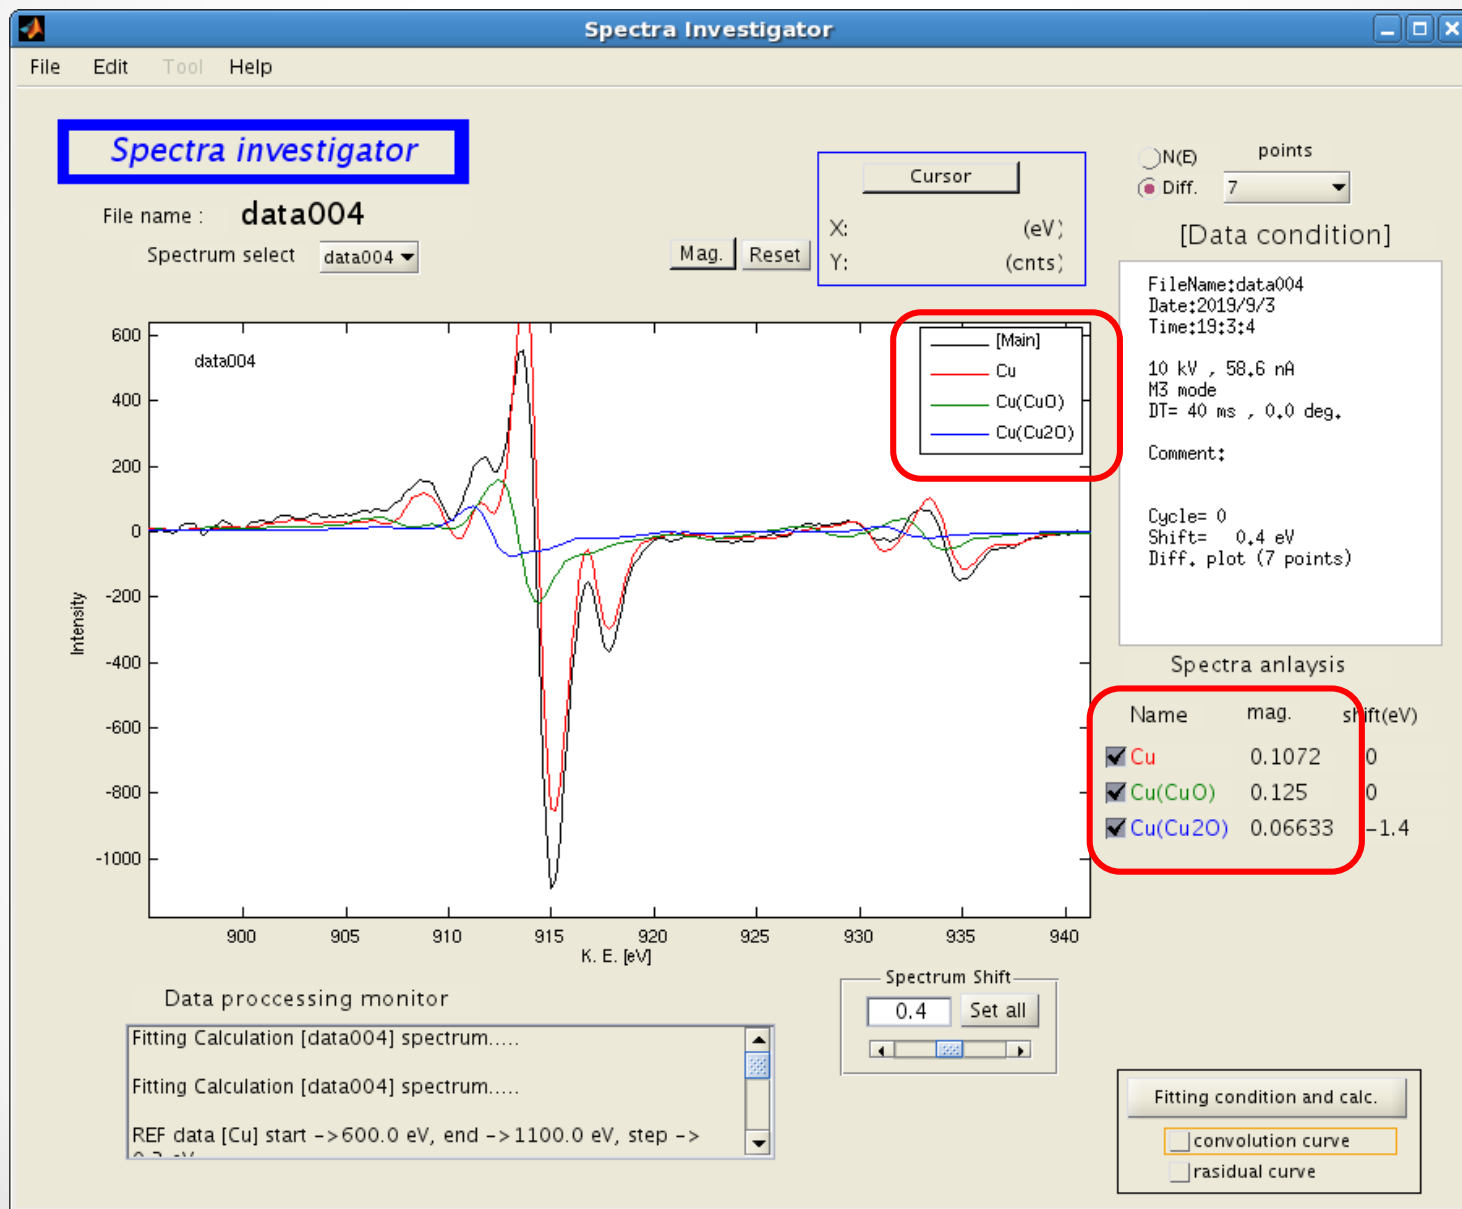 Spectra Investigator
File Edit Tool Help
Spectra investigator
File name : data004
Spectrum select data004
Mag. Reset
Cursor
X: (eV)
Y: (cnts)
N(E) points
Diff. 7
[Data condition]
FileName:data004
Date:2019/9/3
Time:19:3:4
10 kV , 58.6 nA
M3 mode
DT= 40 ms , 0.0 deg.
Comment:
Cycle= 0
Shift= 0.4 eV
Diff. plot (7 points)
data004
[Main]
Cu
Cu(CuO)
Cu(Cu2O)
600
400
200
0
-200
-400
-600
-800
-1000
Intensity
900 905 910 915 920 925 930 935 940
K. E. [eV]
Spectra anlaysis
Name mag. shift(eV)
Cu 0.1072 0
Cu(CuO) 0.125 0
Cu(Cu2O) 0.06633 -1.4
Spectrum Shift
0.4 Set all
Data proccessing monitor
Fitting Calculation [data004] spectrum.....
Fitting Calculation [data004] spectrum.....
REF data [Cu] start ->600.0 eV, end ->1100.0 eV, step ->
Fitting condition and calc.
convolution curve
rasidual curve